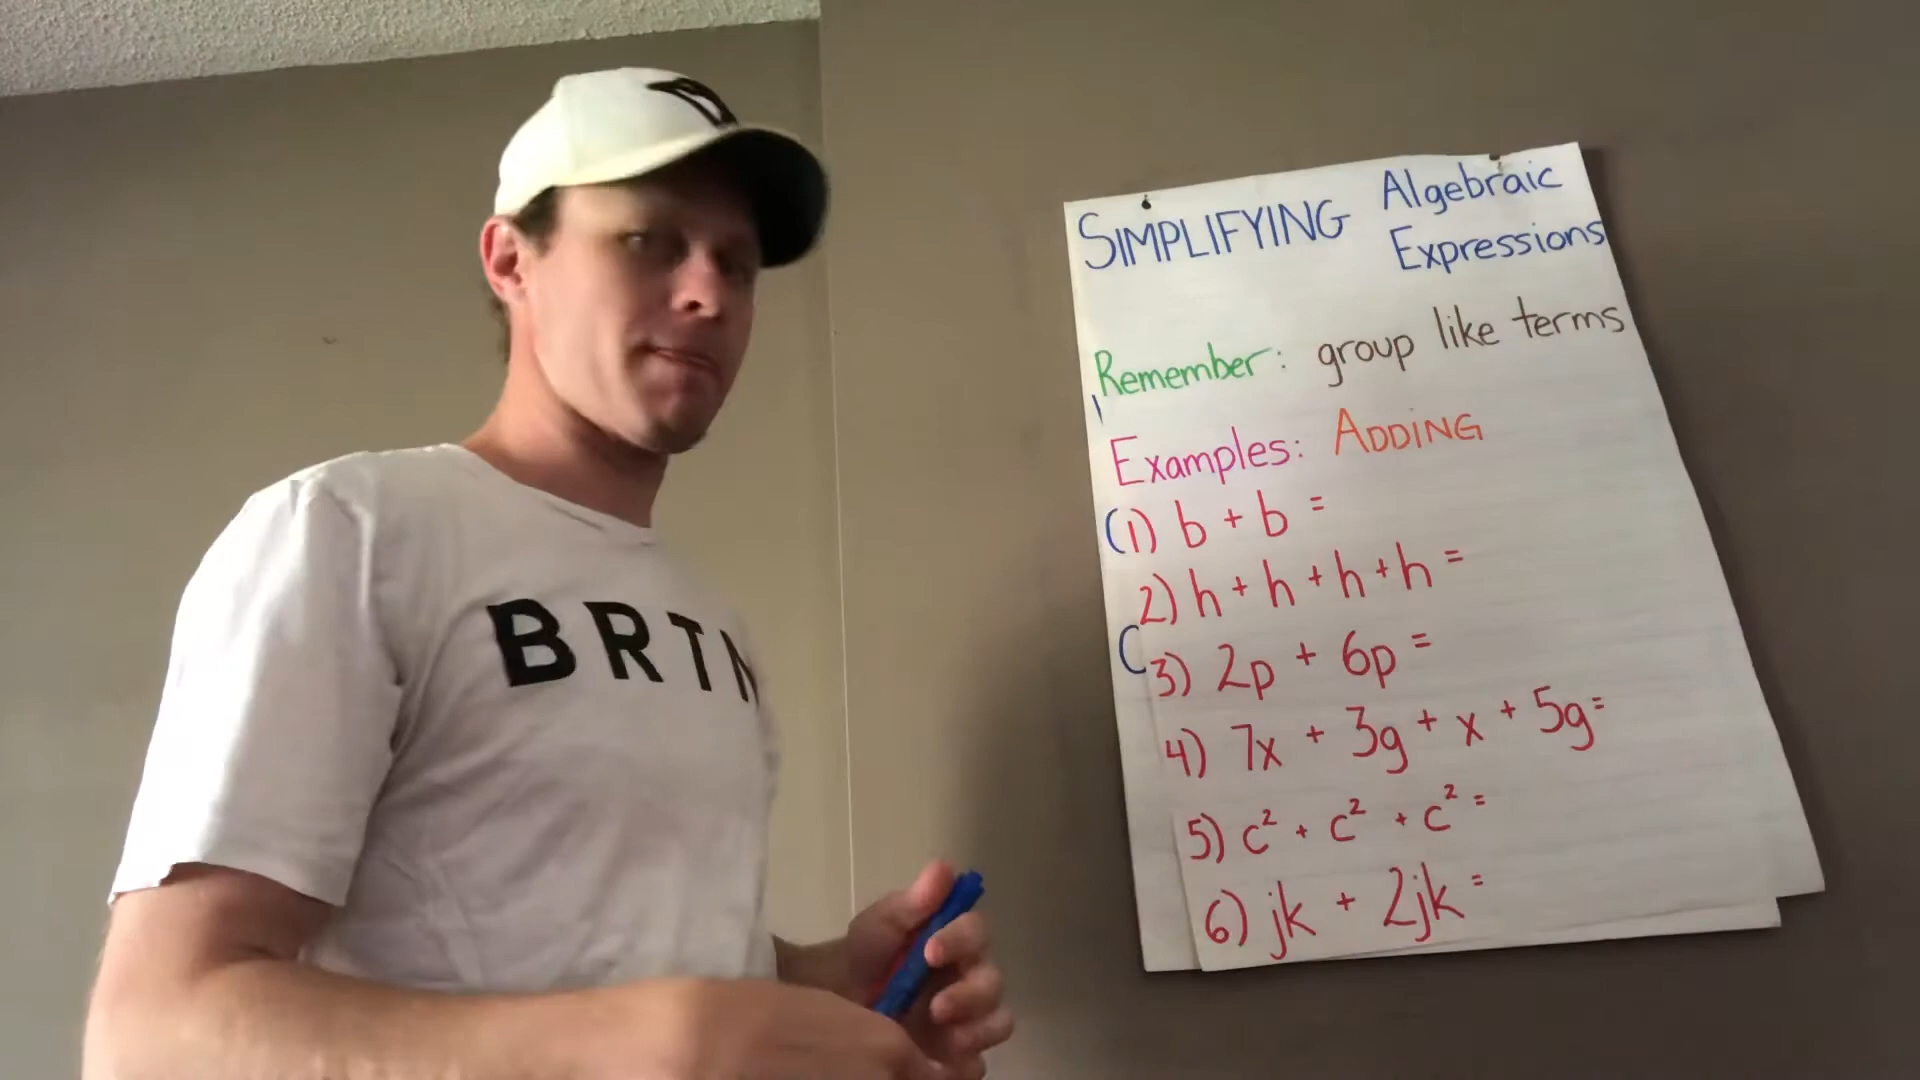 BRTN
SIMPLIFYING Algebraic
Expressions
Remember: group like terms
Examples: ADDING
(1) b + b =
2) h + h + h + h =
3) 2p + 6p =
4) 7x + 3g + x + 5g =
5) c² + c² + c² =
6) jk + 2jk =